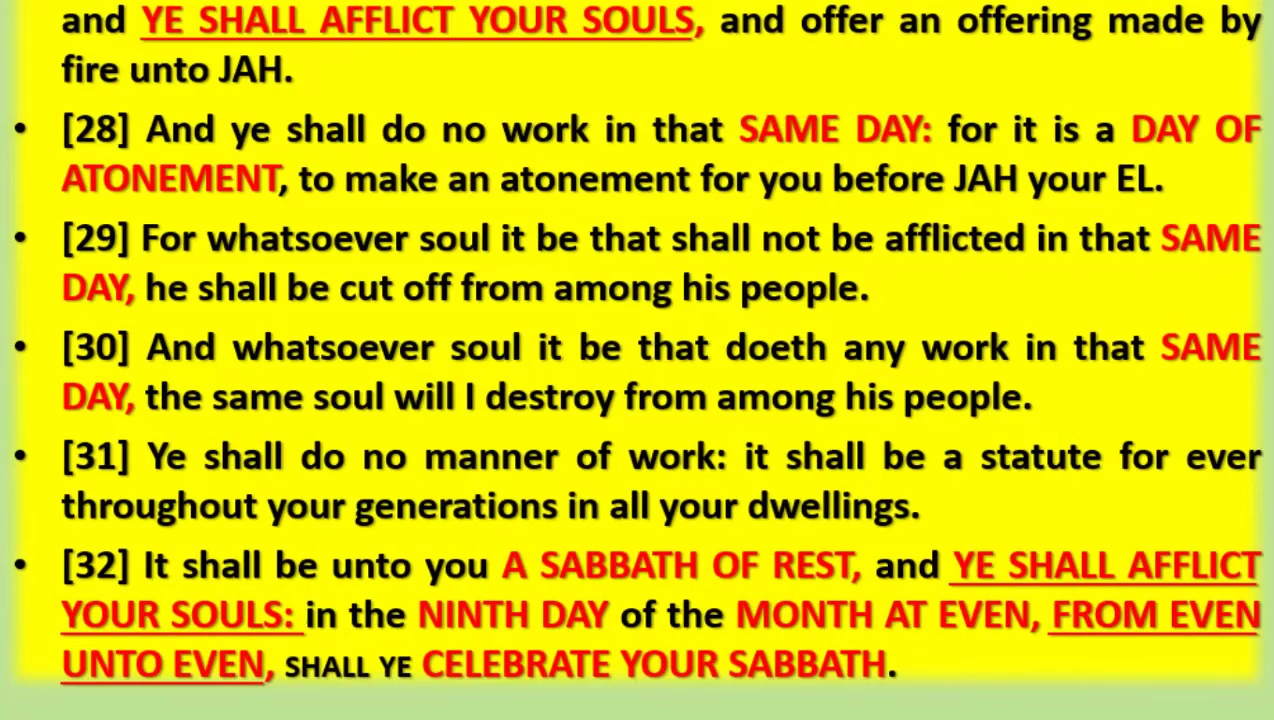 and YE SHALL AFFLICT YOUR SOULS, and offer an offering made by
fire unto JAH.
• [28] And ye shall do no work in that SAME DAY: for it is a DAY OF
ATONEMENT, to make an atonement for you before JAH your EL.
• [29] For whatsoever soul it be that shall not be afflicted in that SAME
DAY, he shall be cut off from among his people.
• [30] And whatsoever soul it be that doeth any work in that SAME
DAY, the same soul will I destroy from among his people.
• [31] Ye shall do no manner of work: it shall be a statute for ever
throughout your generations in all your dwellings.
• [32] It shall be unto you A SABBATH OF REST, and YE SHALL AFFLICT
YOUR SOULS: in the NINTH DAY of the MONTH AT EVEN, FROM EVEN
UNTO EVEN, SHALL YE CELEBRATE YOUR SABBATH.